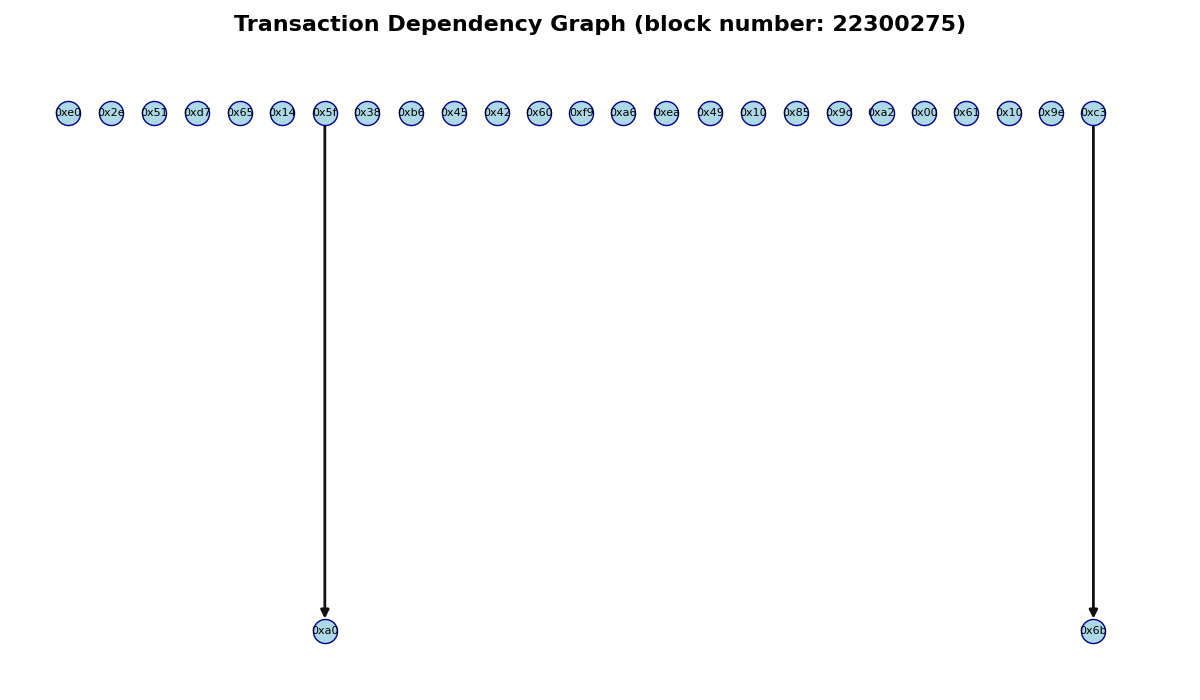 Transaction Dependency Graph (block number: 22300275)
0xe0 0x2e 0x51 0xd7 0x65 0x14 0x5f 0x38 0xb6 0x45 0x42 0x60 0xf9 0xa6 0xea 0x49 0x10 0x85 0x9d 0xa2 0x00 0x61 0x10 0x9e 0xc3
0xa0 0x6b